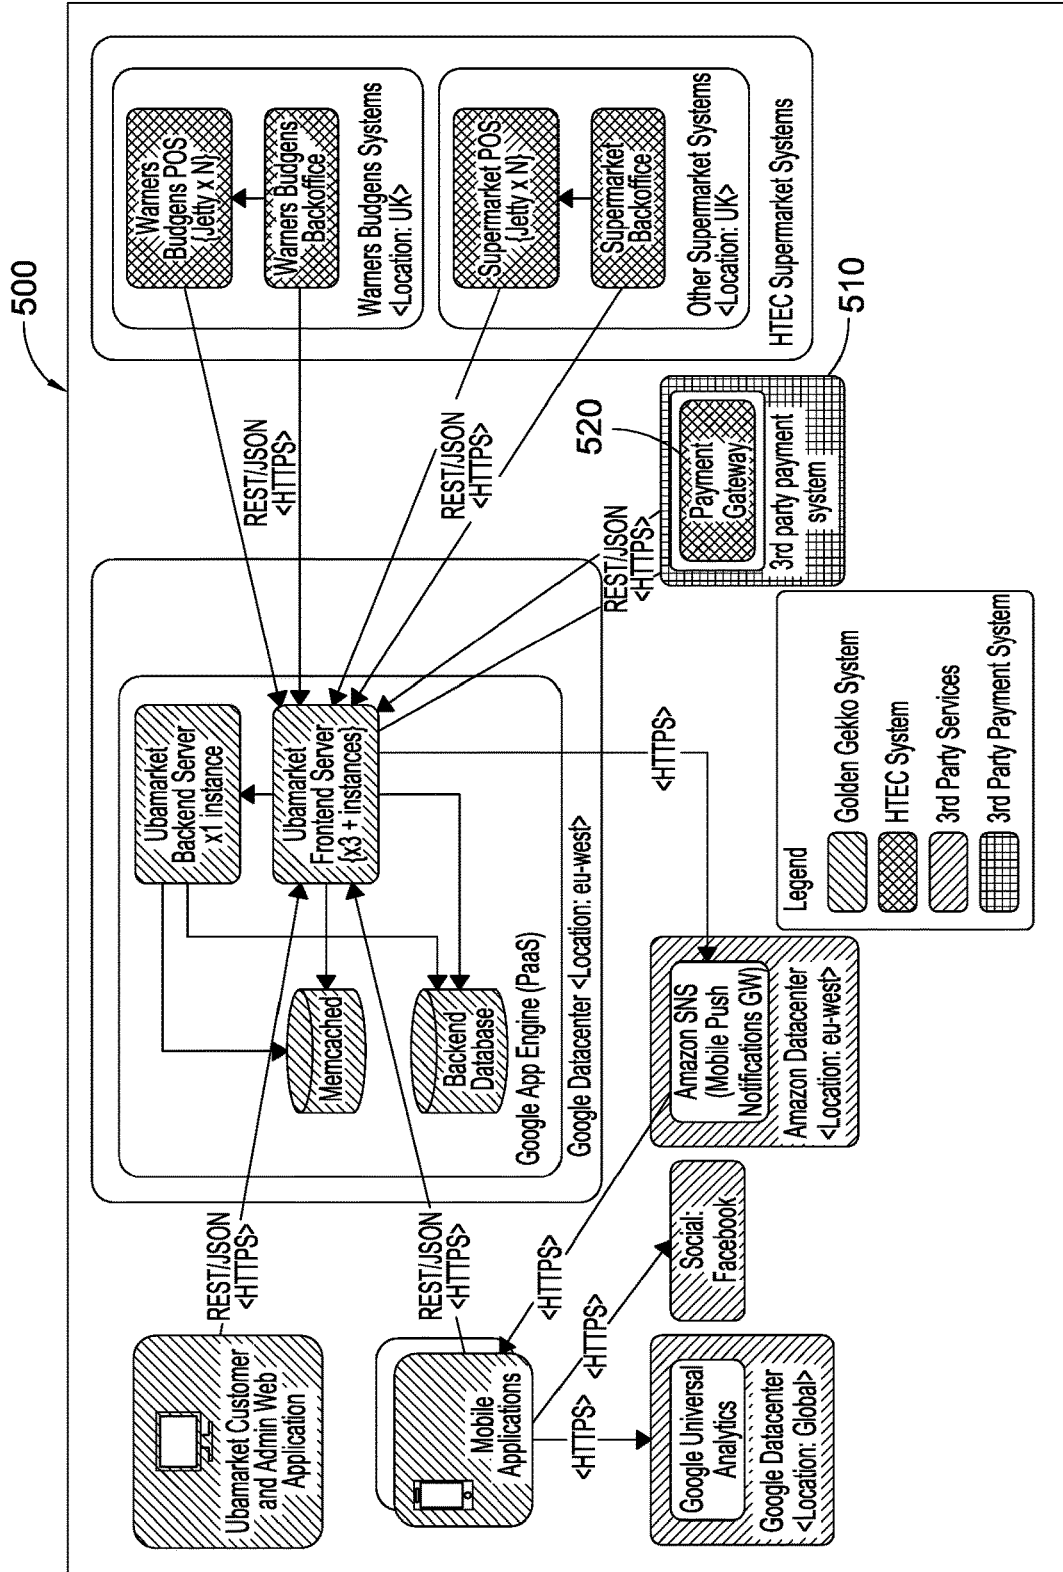 500
Ubamarket Customer
and Admin Web
Application
REST/JSON
<HTTPS>
Mobile
Applications
REST/JSON
<HTTPS>
<HTTPS>
<HTTPS>
<HTTPS>
Google Universal
Analytics
Google Datacenter
<Location: Global>
Social:
Facebook
Amazon SNS
(Mobile Push
Notifications GW)
Amazon Datacenter
<Location: eu-west>
Ubamarket
Backend Server
x1 instance
Ubamarket
Frontend Server
{x3 + instances}
Memcached
Backend
Database
Google App Engine (PaaS)
Google Datacenter <Location: eu-west>
<HTTPS>
REST/JSON
<HTTPS>
REST/JSON
<HTTPS>
REST/JSON
<HTTPS>
Warners
Budgens POS
{Jetty x N}
Warners Budgens
Backoffice
Warners Budgens Systems
<Location: UK>
Supermarket POS
{Jetty x N}
Supermarket
Backoffice
Other Supermarket Systems
<Location: UK>
HTEC Supermarket Systems
520
Payment
Gateway
3rd party payment
system
510
Legend
Golden Gekko System
HTEC System
3rd Party Services
3rd Party Payment System